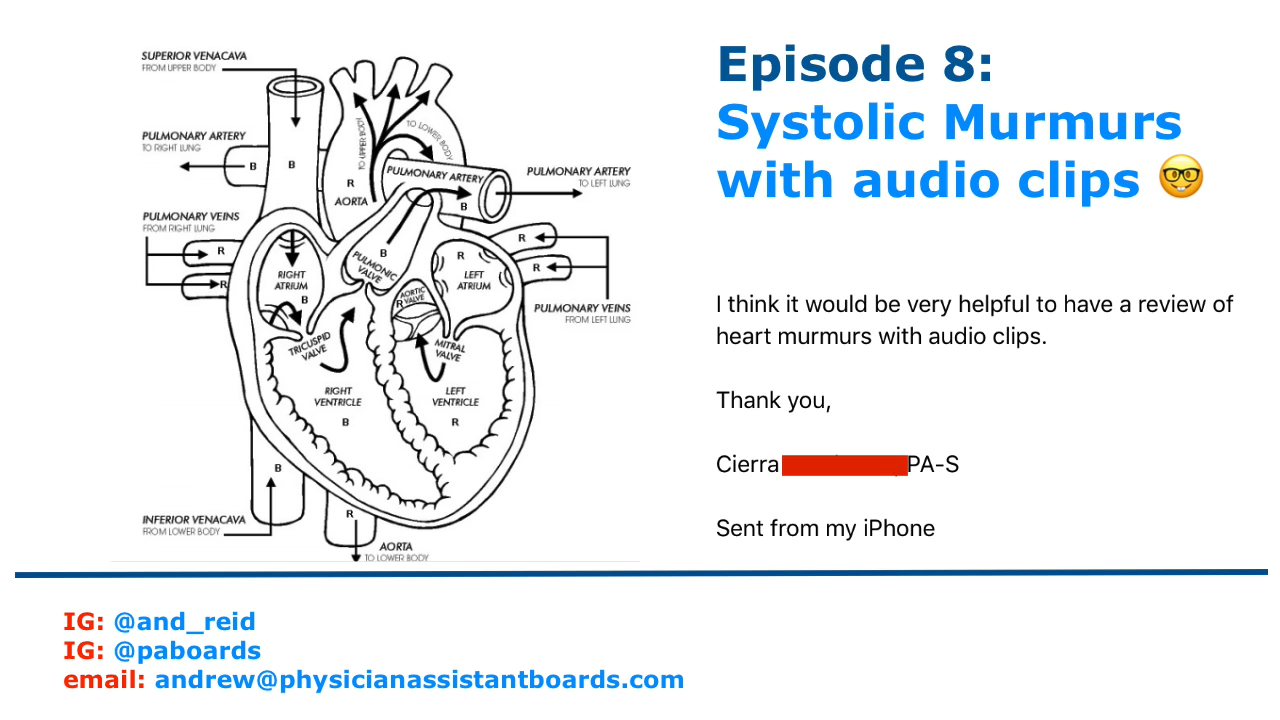 SUPERIOR VENACAVA
FROM UPPER BODY
PULMONARY ARTERY
TO RIGHT LUNG
PULMONARY VEINS
FROM RIGHT LUNG
B
B
R
R
TO UPPER BODY
TO LOWER BODY
R
AORTA
PULMONARY ARTERY
B
PULMONARY ARTERY
TO LEFT LUNG
B
PULMONIC
VALVE
RIGHT
ATRIUM
B
R
LEFT
ATRIUM
AORTIC
VALVE
R
R
R
PULMONARY VEINS
FROM LEFT LUNG
TRICUSPID
VALVE
MITRAL
VALVE
RIGHT
VENTRICLE
B
LEFT
VENTRICLE
R
B
R
INFERIOR VENACAVA
FROM LOWER BODY
AORTA
TO LOWER BODY
Episode 8:
Systolic Murmurs
with audio clips 🤓
I think it would be very helpful to have a review of
heart murmurs with audio clips.
Thank you,
Cierra PA-S
Sent from my iPhone
IG: @and_reid
IG: @paboards
email: andrew@physicianassistantboards.com